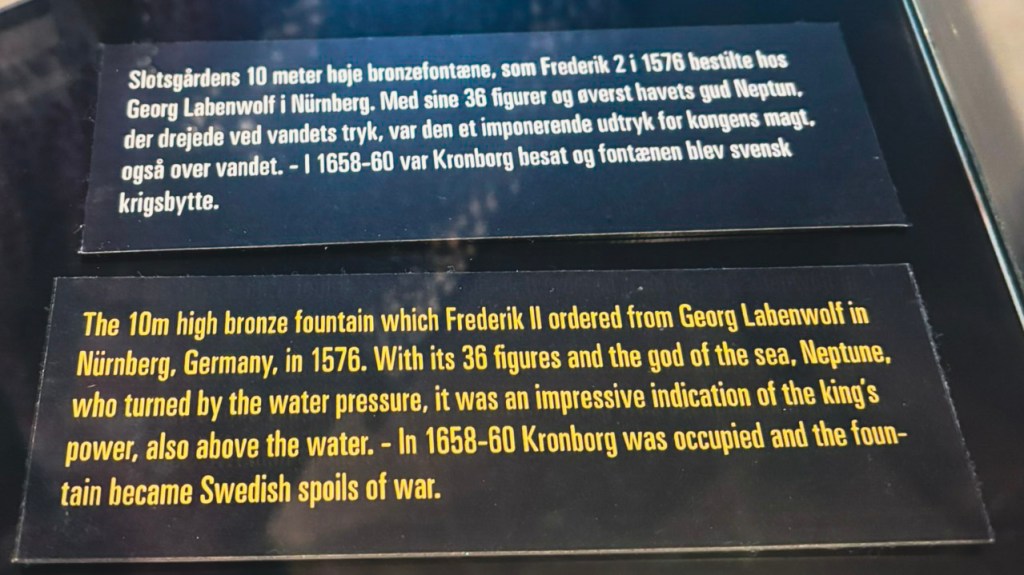 Slotsgårdens 10 meter høje bronzefontæne, som Frederik 2 i 1576 bestilte hos
Georg Labenwolf i Nürnberg. Med sine 36 figurer og øverst havets gud Neptun,
der drejede ved vandets tryk, var den et imponerende udtryk for kongens magt,
også over vandet. - I 1658-60 var Kronborg besat og fontænen blev svensk
krigsbytte.
The 10m high bronze fountain which Frederik II ordered from Georg Labenwolf in
Nürnberg, Germany, in 1576. With its 36 figures and the god of the sea, Neptune,
who turned by the water pressure, it was an impressive indication of the king's
power, also above the water. - In 1658-60 Kronborg was occupied and the foun-
tain became Swedish spoils of war.